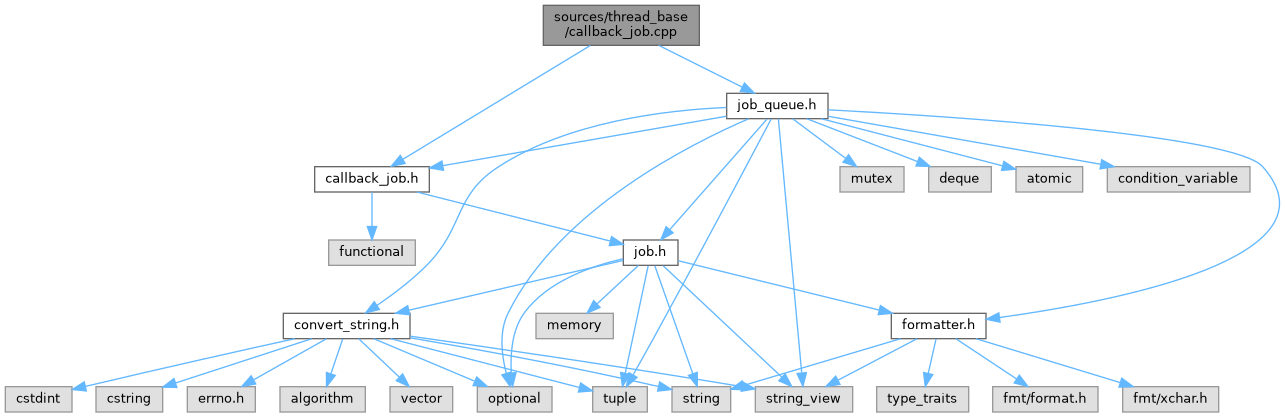 sources/thread_base
/callback_job.cpp
job_queue.h
callback_job.h
mutex
deque
atomic
condition_variable
functional
job.h
convert_string.h
memory
formatter.h
cstdint
cstring
errno.h
algorithm
vector
optional
tuple
string
string_view
type_traits
fmt/format.h
fmt/xchar.h